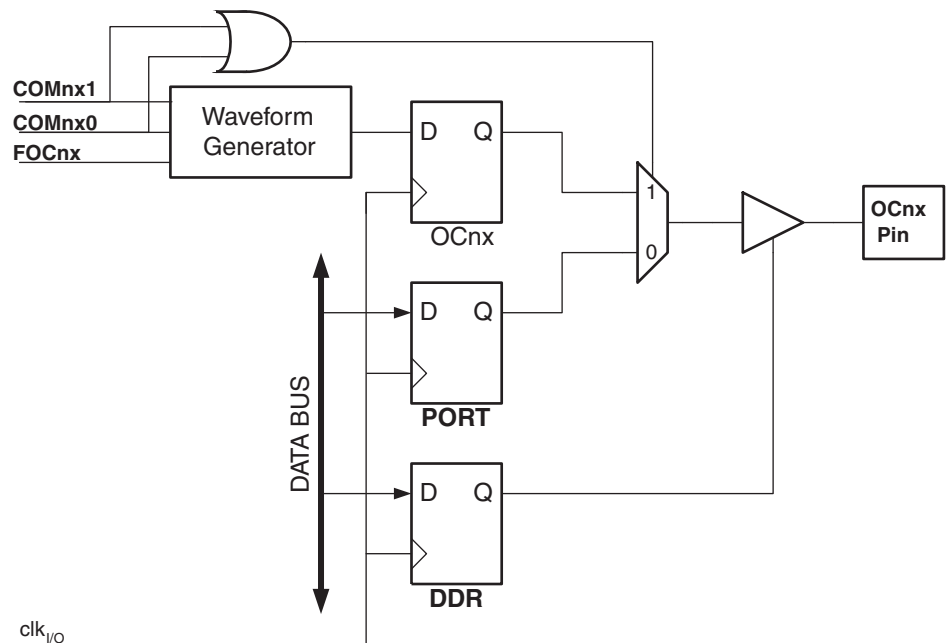 COMnx1
COMnx0
FOCnx
Waveform
Generator
D Q
OCnx
1
0
OCnx
Pin
D Q
PORT
DATA BUS
D Q
DDR
clkI/O